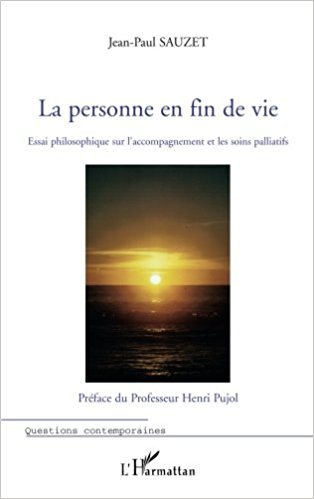 Jean-Paul SAUZET
La personne en fin de vie
Essai philosophique sur l'accompagnement et les soins palliatifs
Préface du Professeur Henri Pujol
Questions contemporaines
L'Harmattan